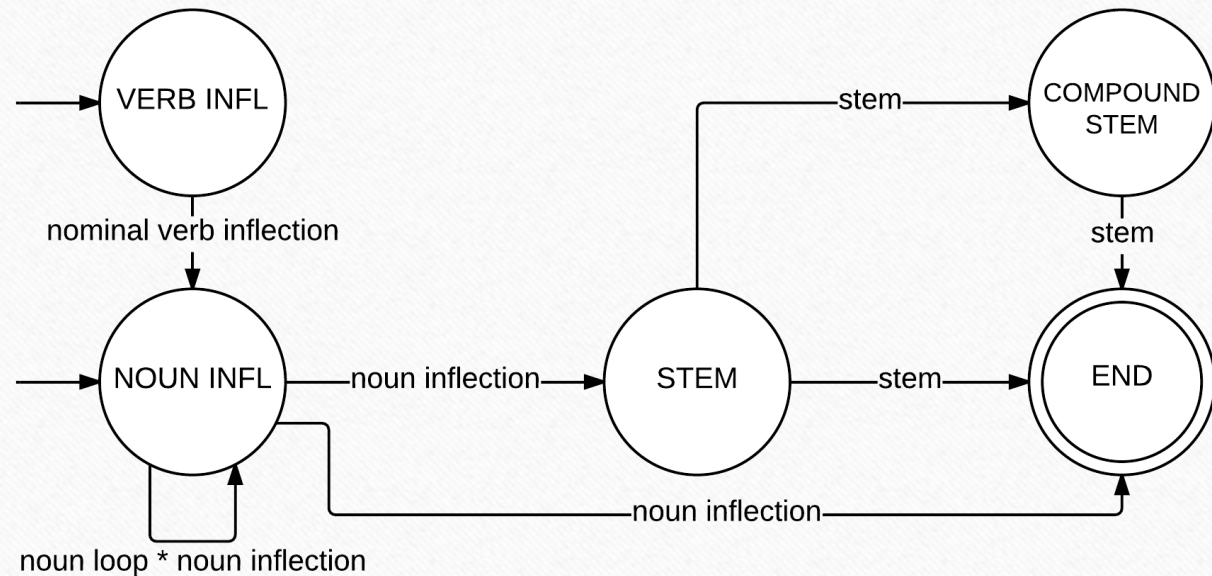 VERB INFL
stem
COMPOUND
STEM
nominal verb inflection
stem
NOUN INFL
noun inflection
STEM
stem
END
noun inflection
noun loop * noun inflection